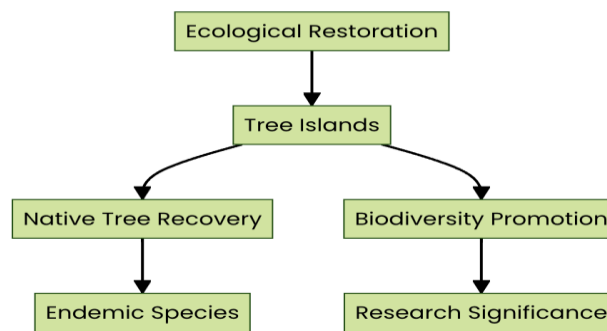 Ecological Restoration
Tree Islands
Native Tree Recovery
Biodiversity Promotion
Endemic Species
Research Significance